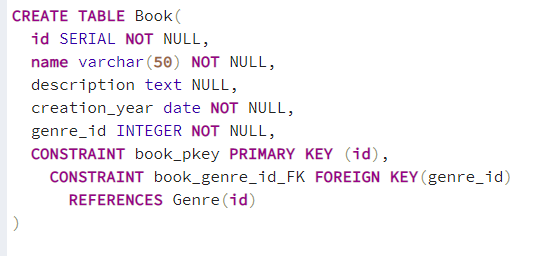 CREATE TABLE Book(
id SERIAL NOT NULL,
name varchar(50) NOT NULL,
description text NULL,
creation_year date NOT NULL,
genre_id INTEGER NOT NULL,
CONSTRAINT book_pkey PRIMARY KEY (id),
CONSTRAINT book_genre_id_FK FOREIGN KEY(genre_id)
REFERENCES Genre(id)
)